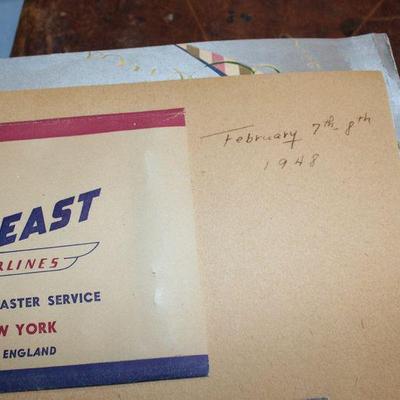 February 7th 8th
1948
EAST
RLINES
ASTER SERVICE
W YORK
ENGLAND